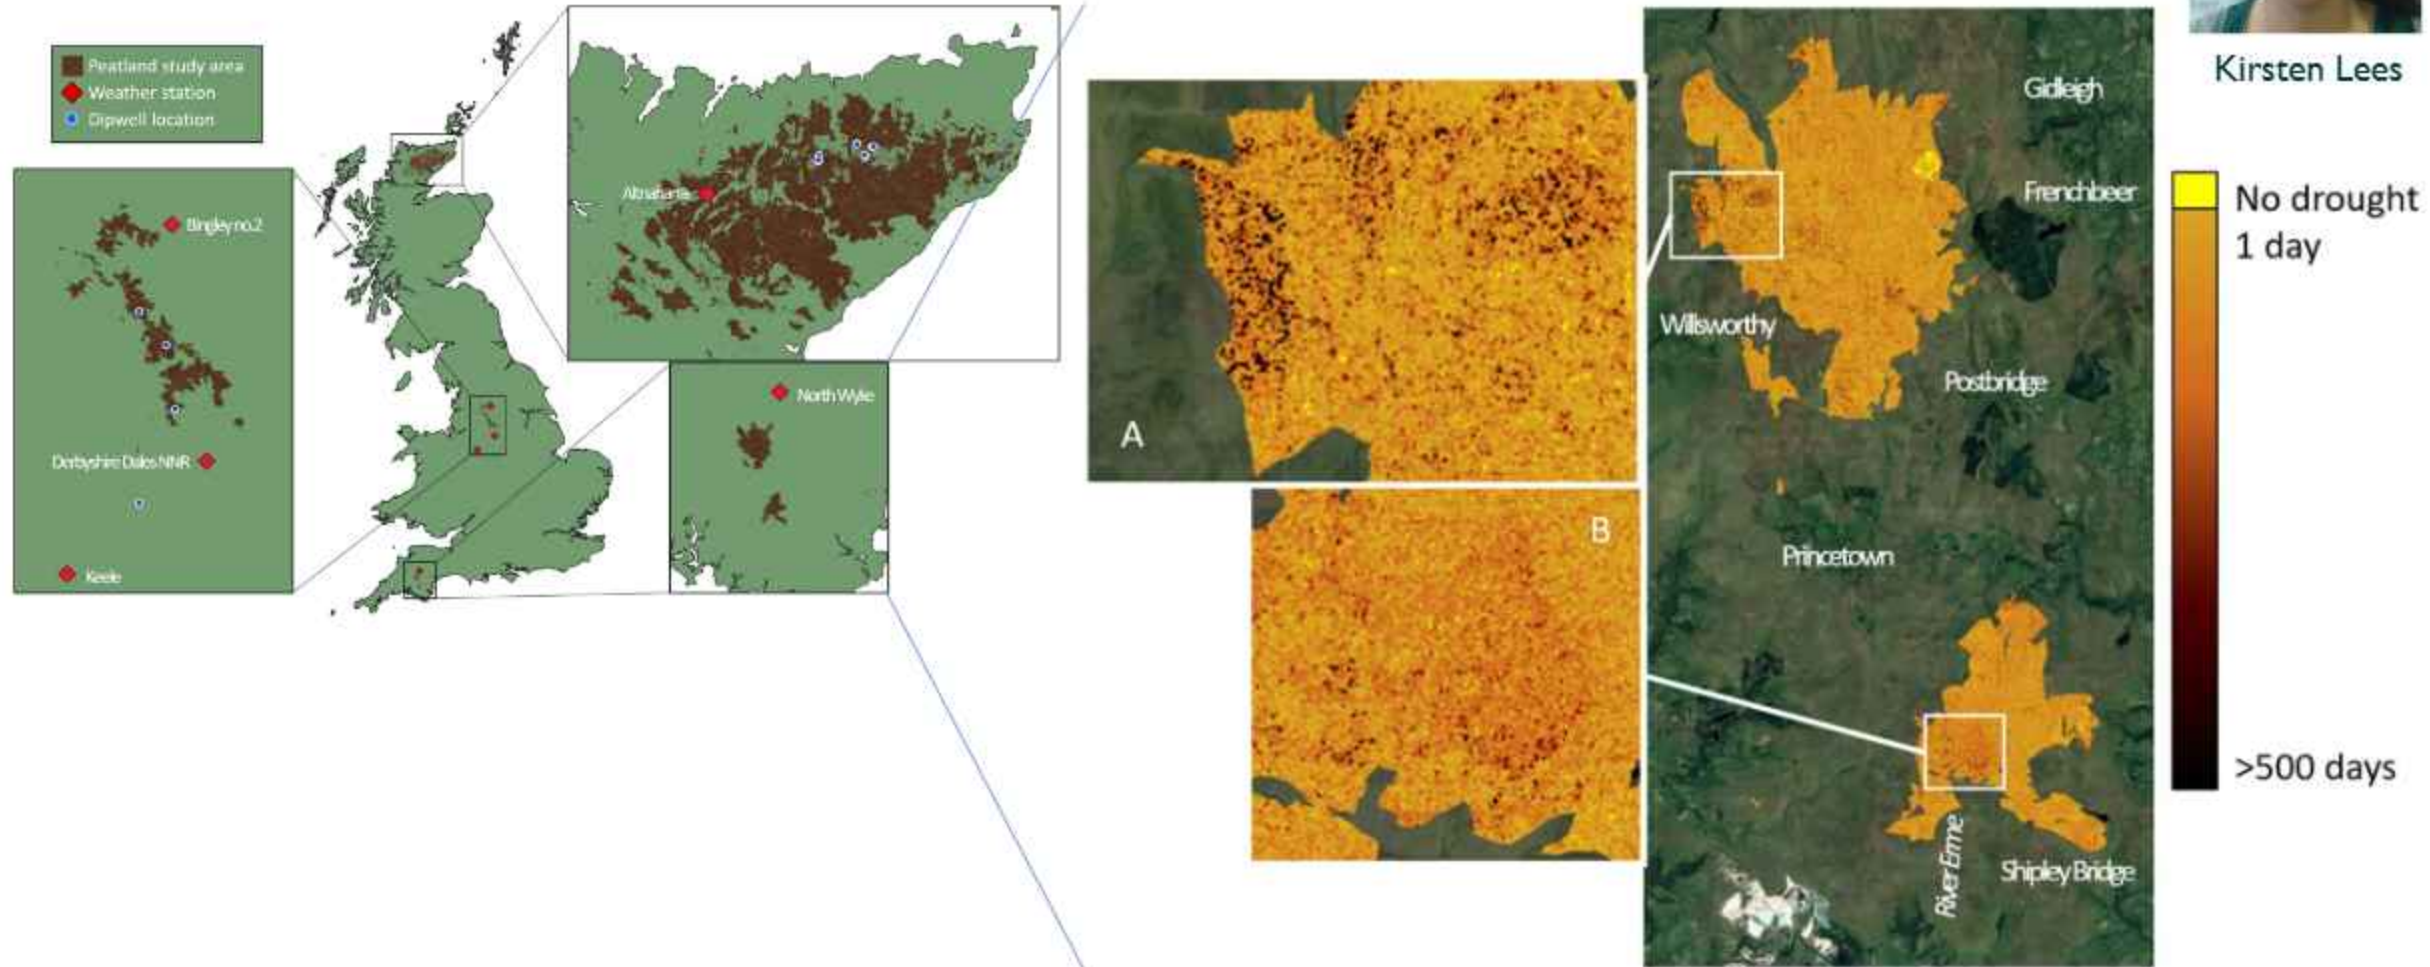 Peatland study area
Weather station
Dipwell location
Bingley no.2
Derbyshire Dales NNR
Keele
Altnaharra
North Wyke
A
B
Gidleigh
Frenchbeer
Willsworthy
Postbridge
Princetown
River Erme
Shipley Bridge
Kirsten Lees
No drought
1 day
>500 days